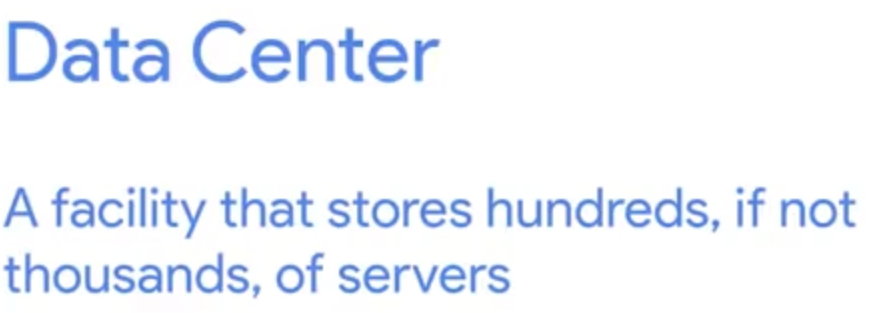 Data Center
A facility that stores hundreds, if not
thousands, of servers